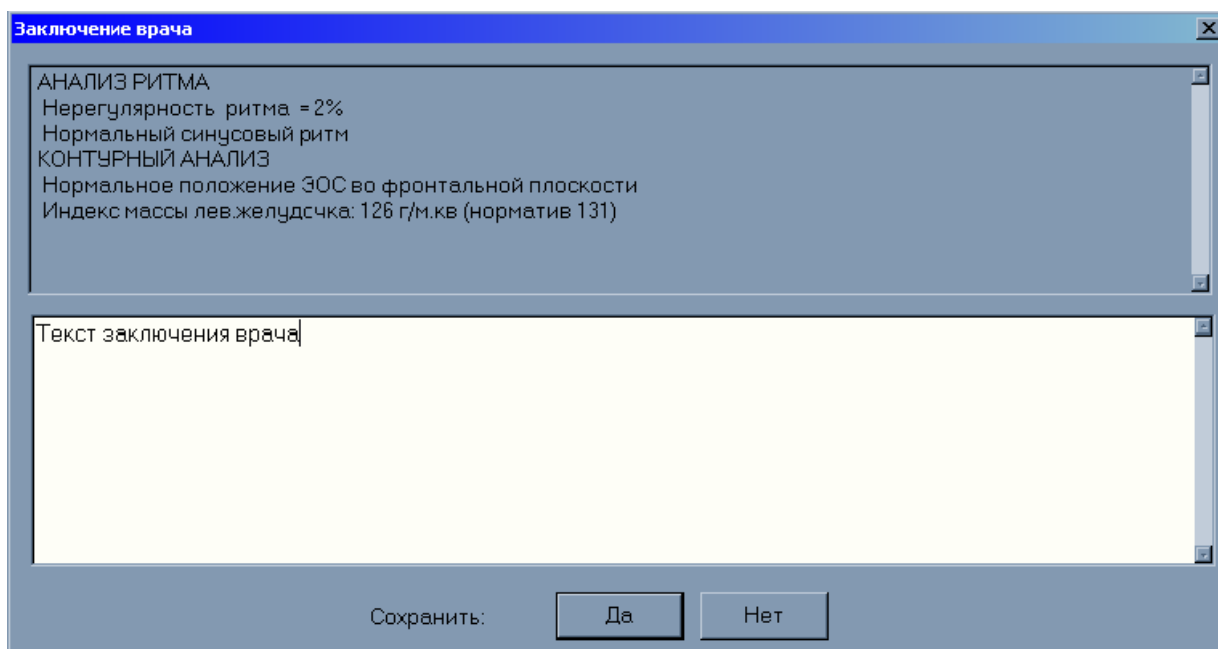 Заключение врача
АНАЛИЗ РИТМА
Нерегулярность ритма = 2%
Нормальный синусовый ритм
КОНТУРНЫЙ АНАЛИЗ
Нормальное положение ЭОС во фронтальной плоскости
Индекс массы лев.желудсчка: 126 г/м.кв (норматив 131)
Текст заключения врача
Сохранить: Да Нет